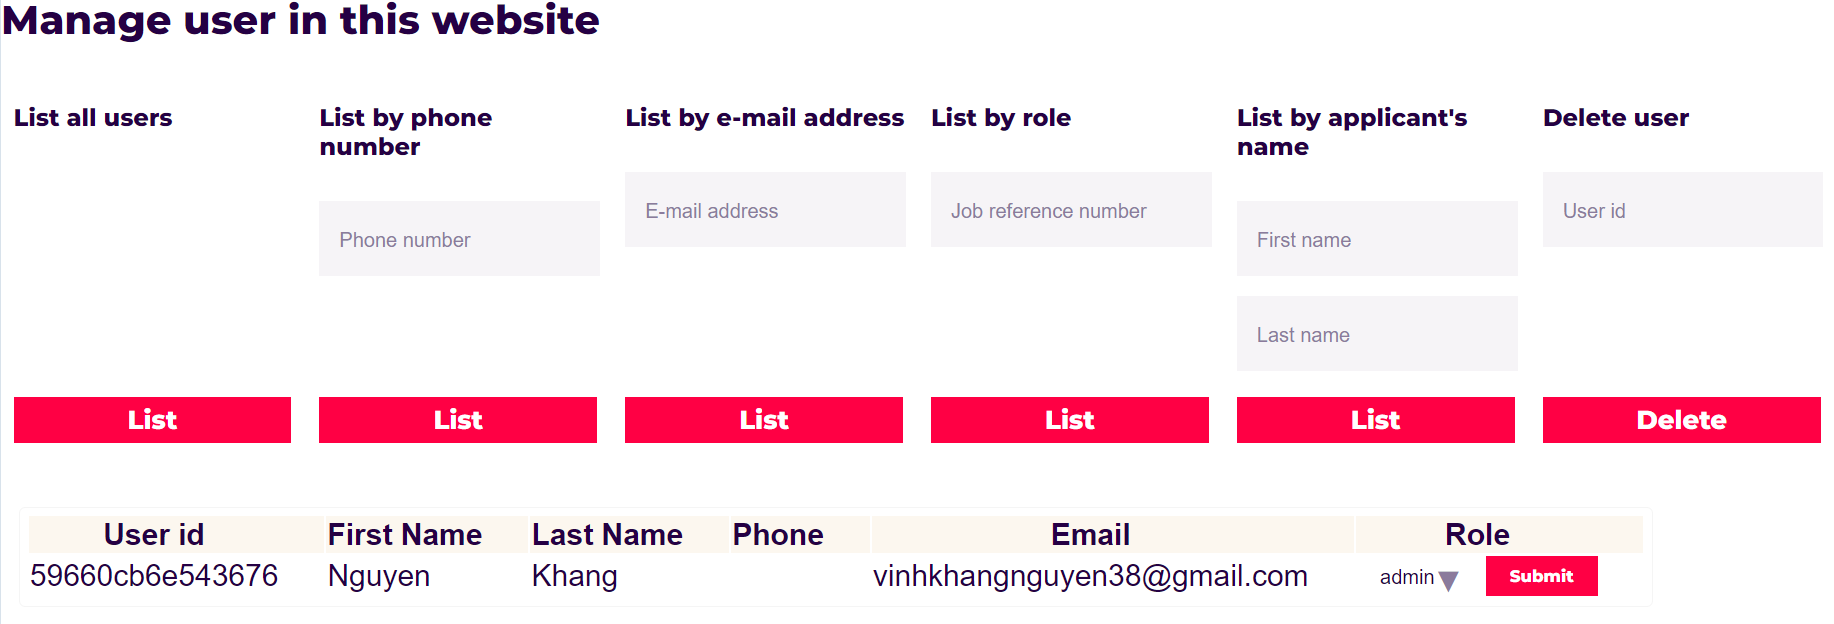 Manage user in this website
List all users
List by phone
number
Phone number
List by e-mail address
E-mail address
List by role
Job reference number
List by applicant's
name
First name
Last name
Delete user
User id
List List List List List Delete
User id First Name Last Name Phone Email Role
59660cb6e543676 Nguyen Khang vinhkhangnguyen38@gmail.com admin Submit